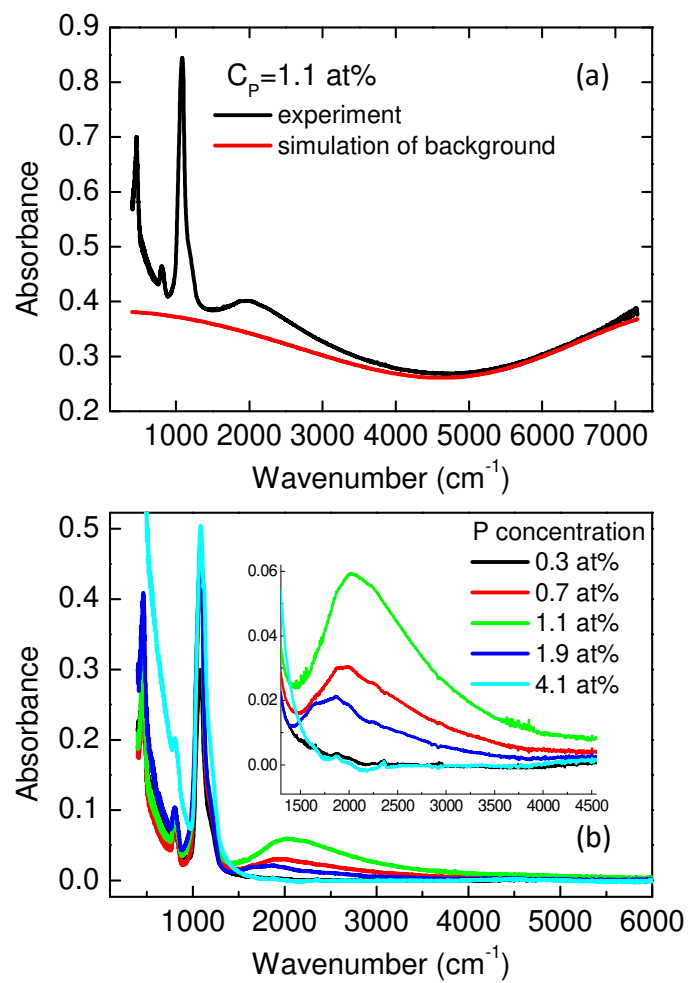 0.9
0.8
0.7
0.6
0.5
0.4
0.3
0.2
Absorbance
C_P=1.1 at%
(a)
experiment
simulation of background
1000 2000 3000 4000 5000 6000 7000
Wavenumber (cm⁻¹)
0.5
0.4
0.3
0.2
0.1
0.0
Absorbance
P concentration
0.3 at%
0.7 at%
1.1 at%
1.9 at%
4.1 at%
0.06
0.04
0.02
0.00
1500 2000 2500 3000 3500 4000 4500
(b)
1000 2000 3000 4000 5000 6000
Wavenumber (cm⁻¹)